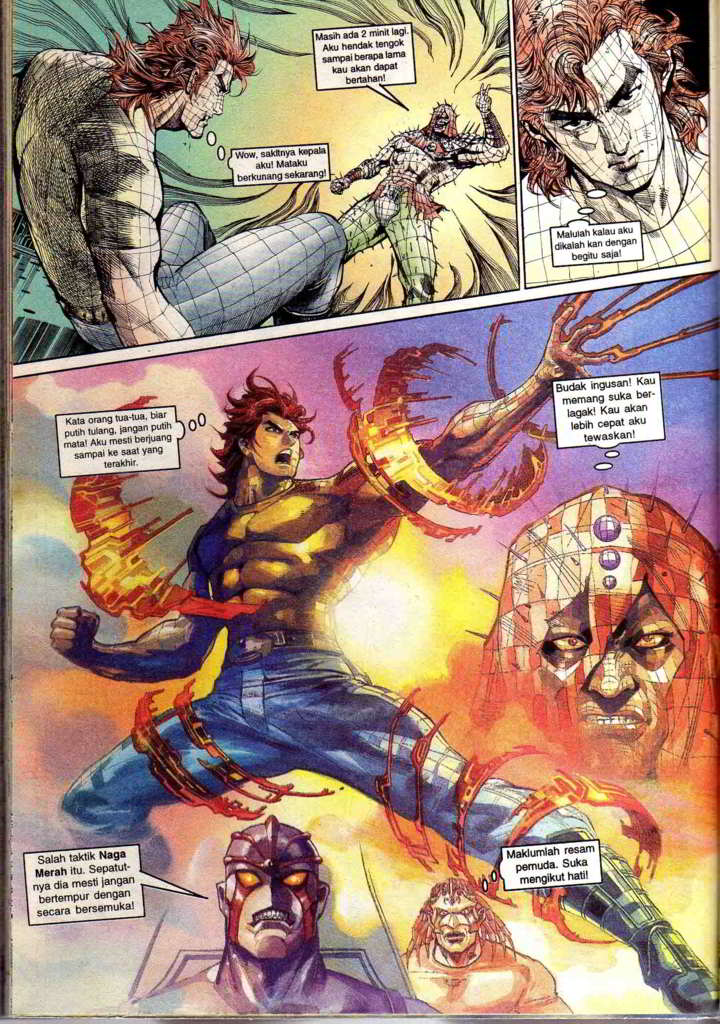 Masih ada 2 minit lagi.
Aku hendak tengok
sampai berapa lama
kau akan dapat
bertahan!
Wow, sakitnya kepala
aku! Mataku
berkunang sekarang!
Malulah kalau aku
dikalah kan dengan
begitu saja!
Kata orang tua-tua, biar
putih tulang, jangan putih
mata! Aku mesti berjuang
sampai ke saat yang
terakhir.
Budak ingusan! Kau
memang suka ber-
lagak! Kau akan
lebih cepat aku
tewaskan!
Salah taktik Naga
Merah itu. Sepatut-
nya dia mesti jangan
bertempur dengan
secara bersemuka!
Maklumlah resam
pemuda. Suka
mengikut hati!